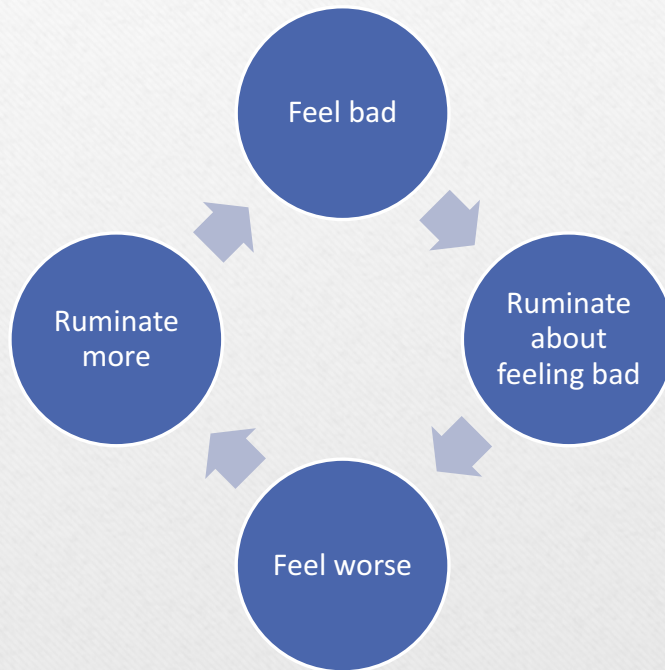 Feel bad
Ruminate
about
feeling bad
Feel worse
Ruminate
more